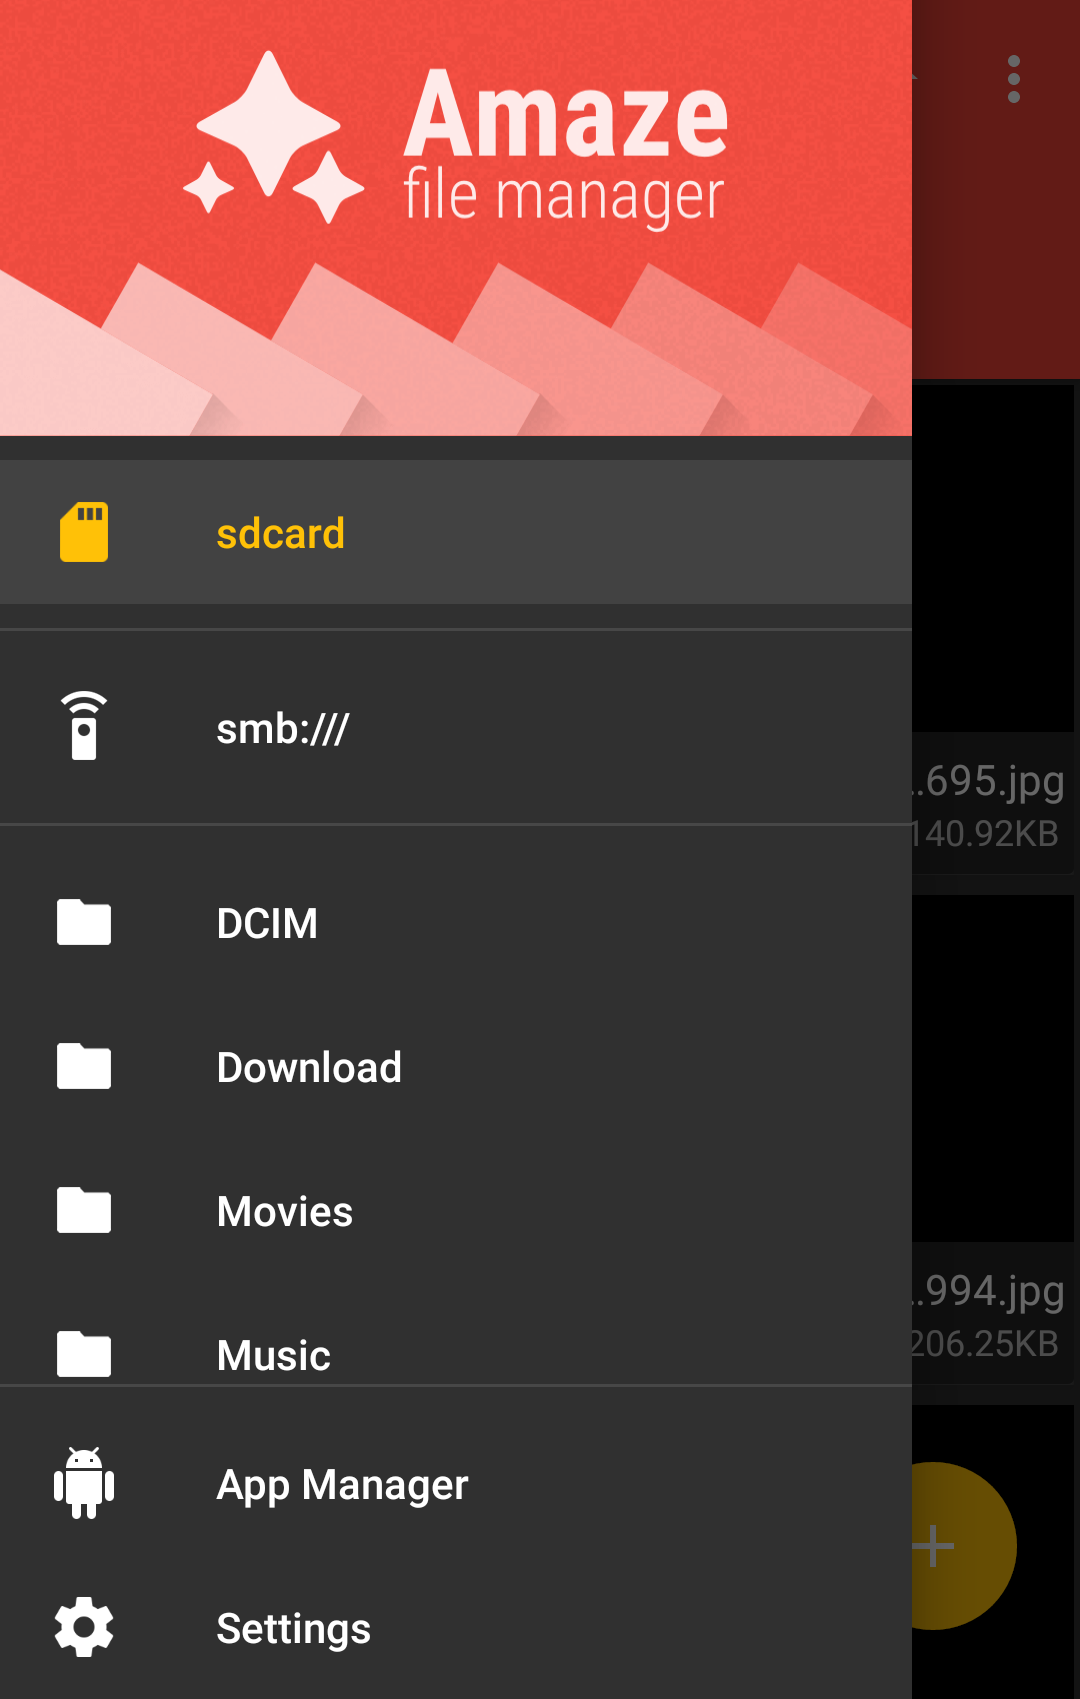 Amaze
file manager
sdcard
smb:///
DCIM
Download
Movies
Music
App Manager
Settings
..695.jpg
140.92KB
..994.jpg
206.25KB